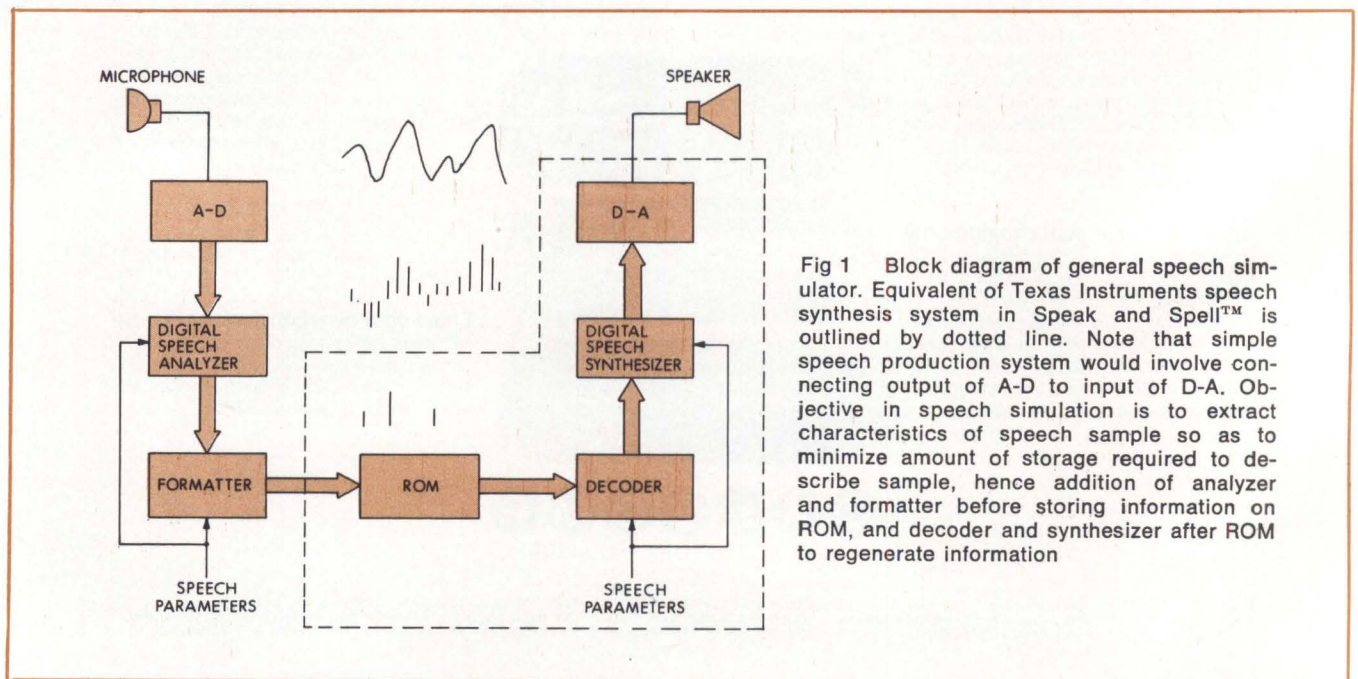 MICROPHONE
SPEAKER
A-D
D-A
DIGITAL
SPEECH
ANALYZER
DIGITAL
SPEECH
SYNTHESIZER
FORMATTER
ROM
DECODER
SPEECH
PARAMETERS
SPEECH
PARAMETERS
Fig 1 Block diagram of general speech sim-
ulator. Equivalent of Texas Instruments speech
synthesis system in Speak and Spell™ is
outlined by dotted line. Note that simple
speech production system would involve con-
necting output of A-D to input of D-A. Ob-
jective in speech simulation is to extract
characteristics of speech sample so as to
minimize amount of storage required to de-
scribe sample, hence addition of analyzer
and formatter before storing information on
ROM, and decoder and synthesizer after ROM
to regenerate information